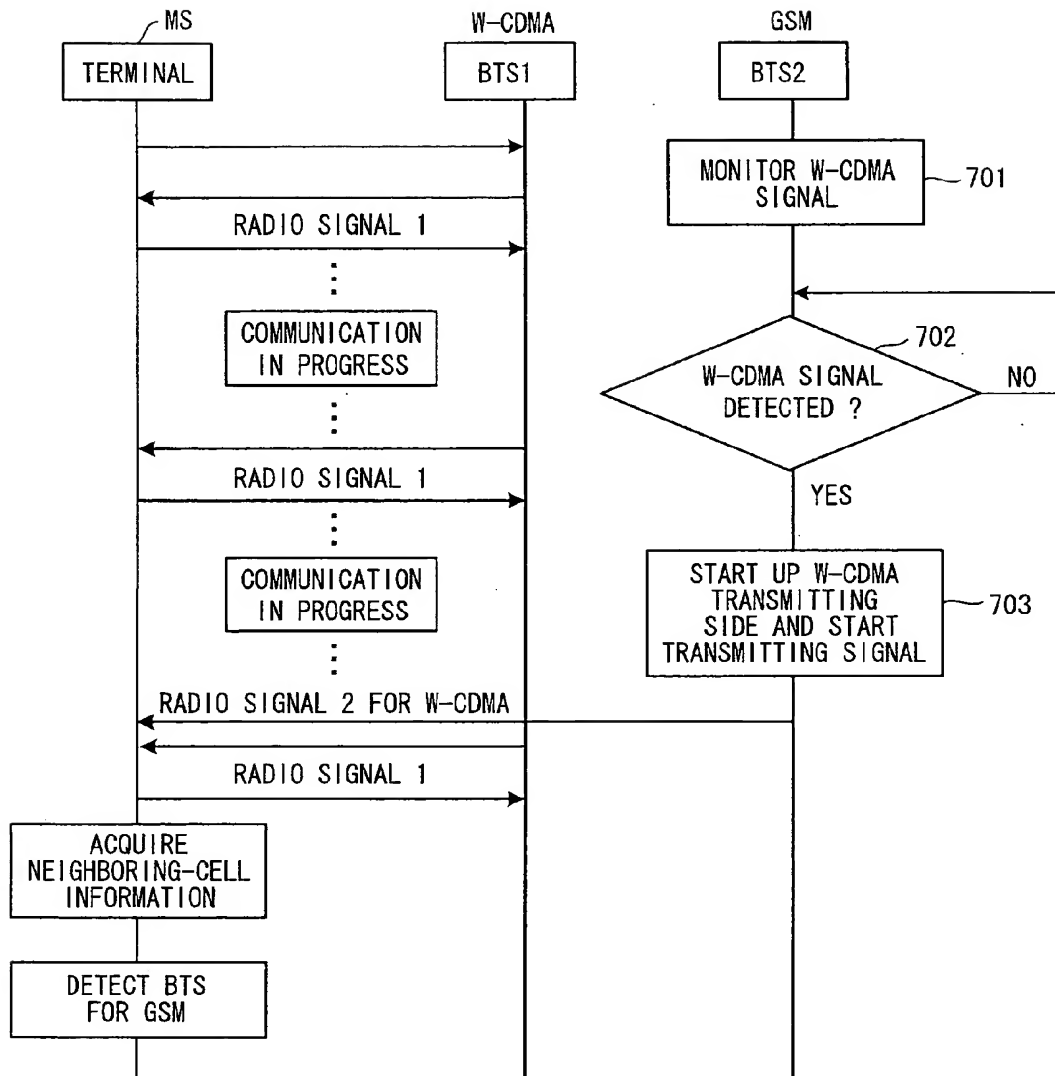 MS
W-CDMA
GSM
TERMINAL
BTS1
BTS2
MONITOR W-CDMA
SIGNAL
701
RADIO SIGNAL 1
COMMUNICATION
IN PROGRESS
702
W-CDMA SIGNAL
DETECTED ?
NO
RADIO SIGNAL 1
YES
COMMUNICATION
IN PROGRESS
START UP W-CDMA
TRANSMITTING
SIDE AND START
TRANSMITTING SIGNAL
703
RADIO SIGNAL 2 FOR W-CDMA
RADIO SIGNAL 1
ACQUIRE
NEIGHBORING-CELL
INFORMATION
DETECT BTS
FOR GSM